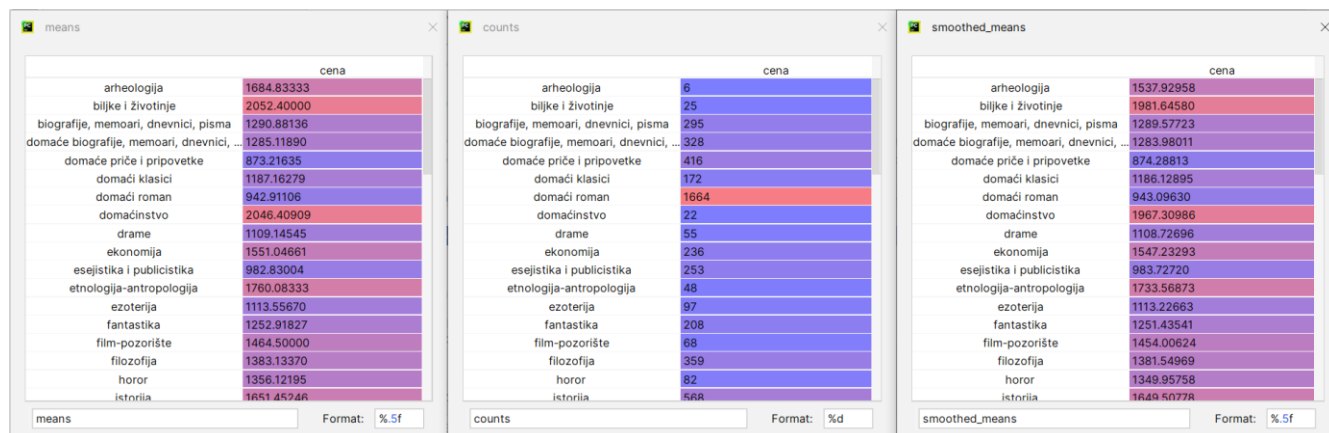 means
cena
arheologija 1684.83333
biljke i životinje 2052.40000
biografije, memoari, dnevnici, pisma 1290.88136
domaće biografije, memoari, dnevnici, ... 1285.11890
domaće priče i pripovetke 873.21635
domaći klasici 1187.16279
domaći roman 942.91106
domaćinstvo 2046.40909
drame 1109.14545
ekonomija 1551.04661
esejistika i publicistika 982.83004
etnologija-antropologija 1760.08333
ezoterija 1113.55670
fantastika 1252.91827
film-pozorište 1464.50000
filozofija 1383.13370
horor 1356.12195
istorija 1651.45246
means Format: %.5f
counts
cena
arheologija 6
biljke i životinje 25
biografije, memoari, dnevnici, pisma 295
domaće biografije, memoari, dnevnici, ... 328
domaće priče i pripovetke 416
domaći klasici 172
domaći roman 1664
domaćinstvo 22
drame 55
ekonomija 236
esejistika i publicistika 253
etnologija-antropologija 48
ezoterija 97
fantastika 208
film-pozorište 68
filozofija 359
horor 82
istorija 568
counts Format: %d
smoothed_means
cena
arheologija 1537.92958
biljke i životinje 1981.64580
biografije, memoari, dnevnici, pisma 1289.57723
domaće biografije, memoari, dnevnici, ... 1283.98011
domaće priče i pripovetke 874.28813
domaći klasici 1186.12895
domaći roman 943.09630
domaćinstvo 1967.30986
drame 1108.72696
ekonomija 1547.23293
esejistika i publicistika 983.72720
etnologija-antropologija 1733.56873
ezoterija 1113.22663
fantastika 1251.43541
film-pozorište 1454.00624
filozofija 1381.54969
horor 1349.95758
istorija 1649.50778
smoothed_means Format: %.5f